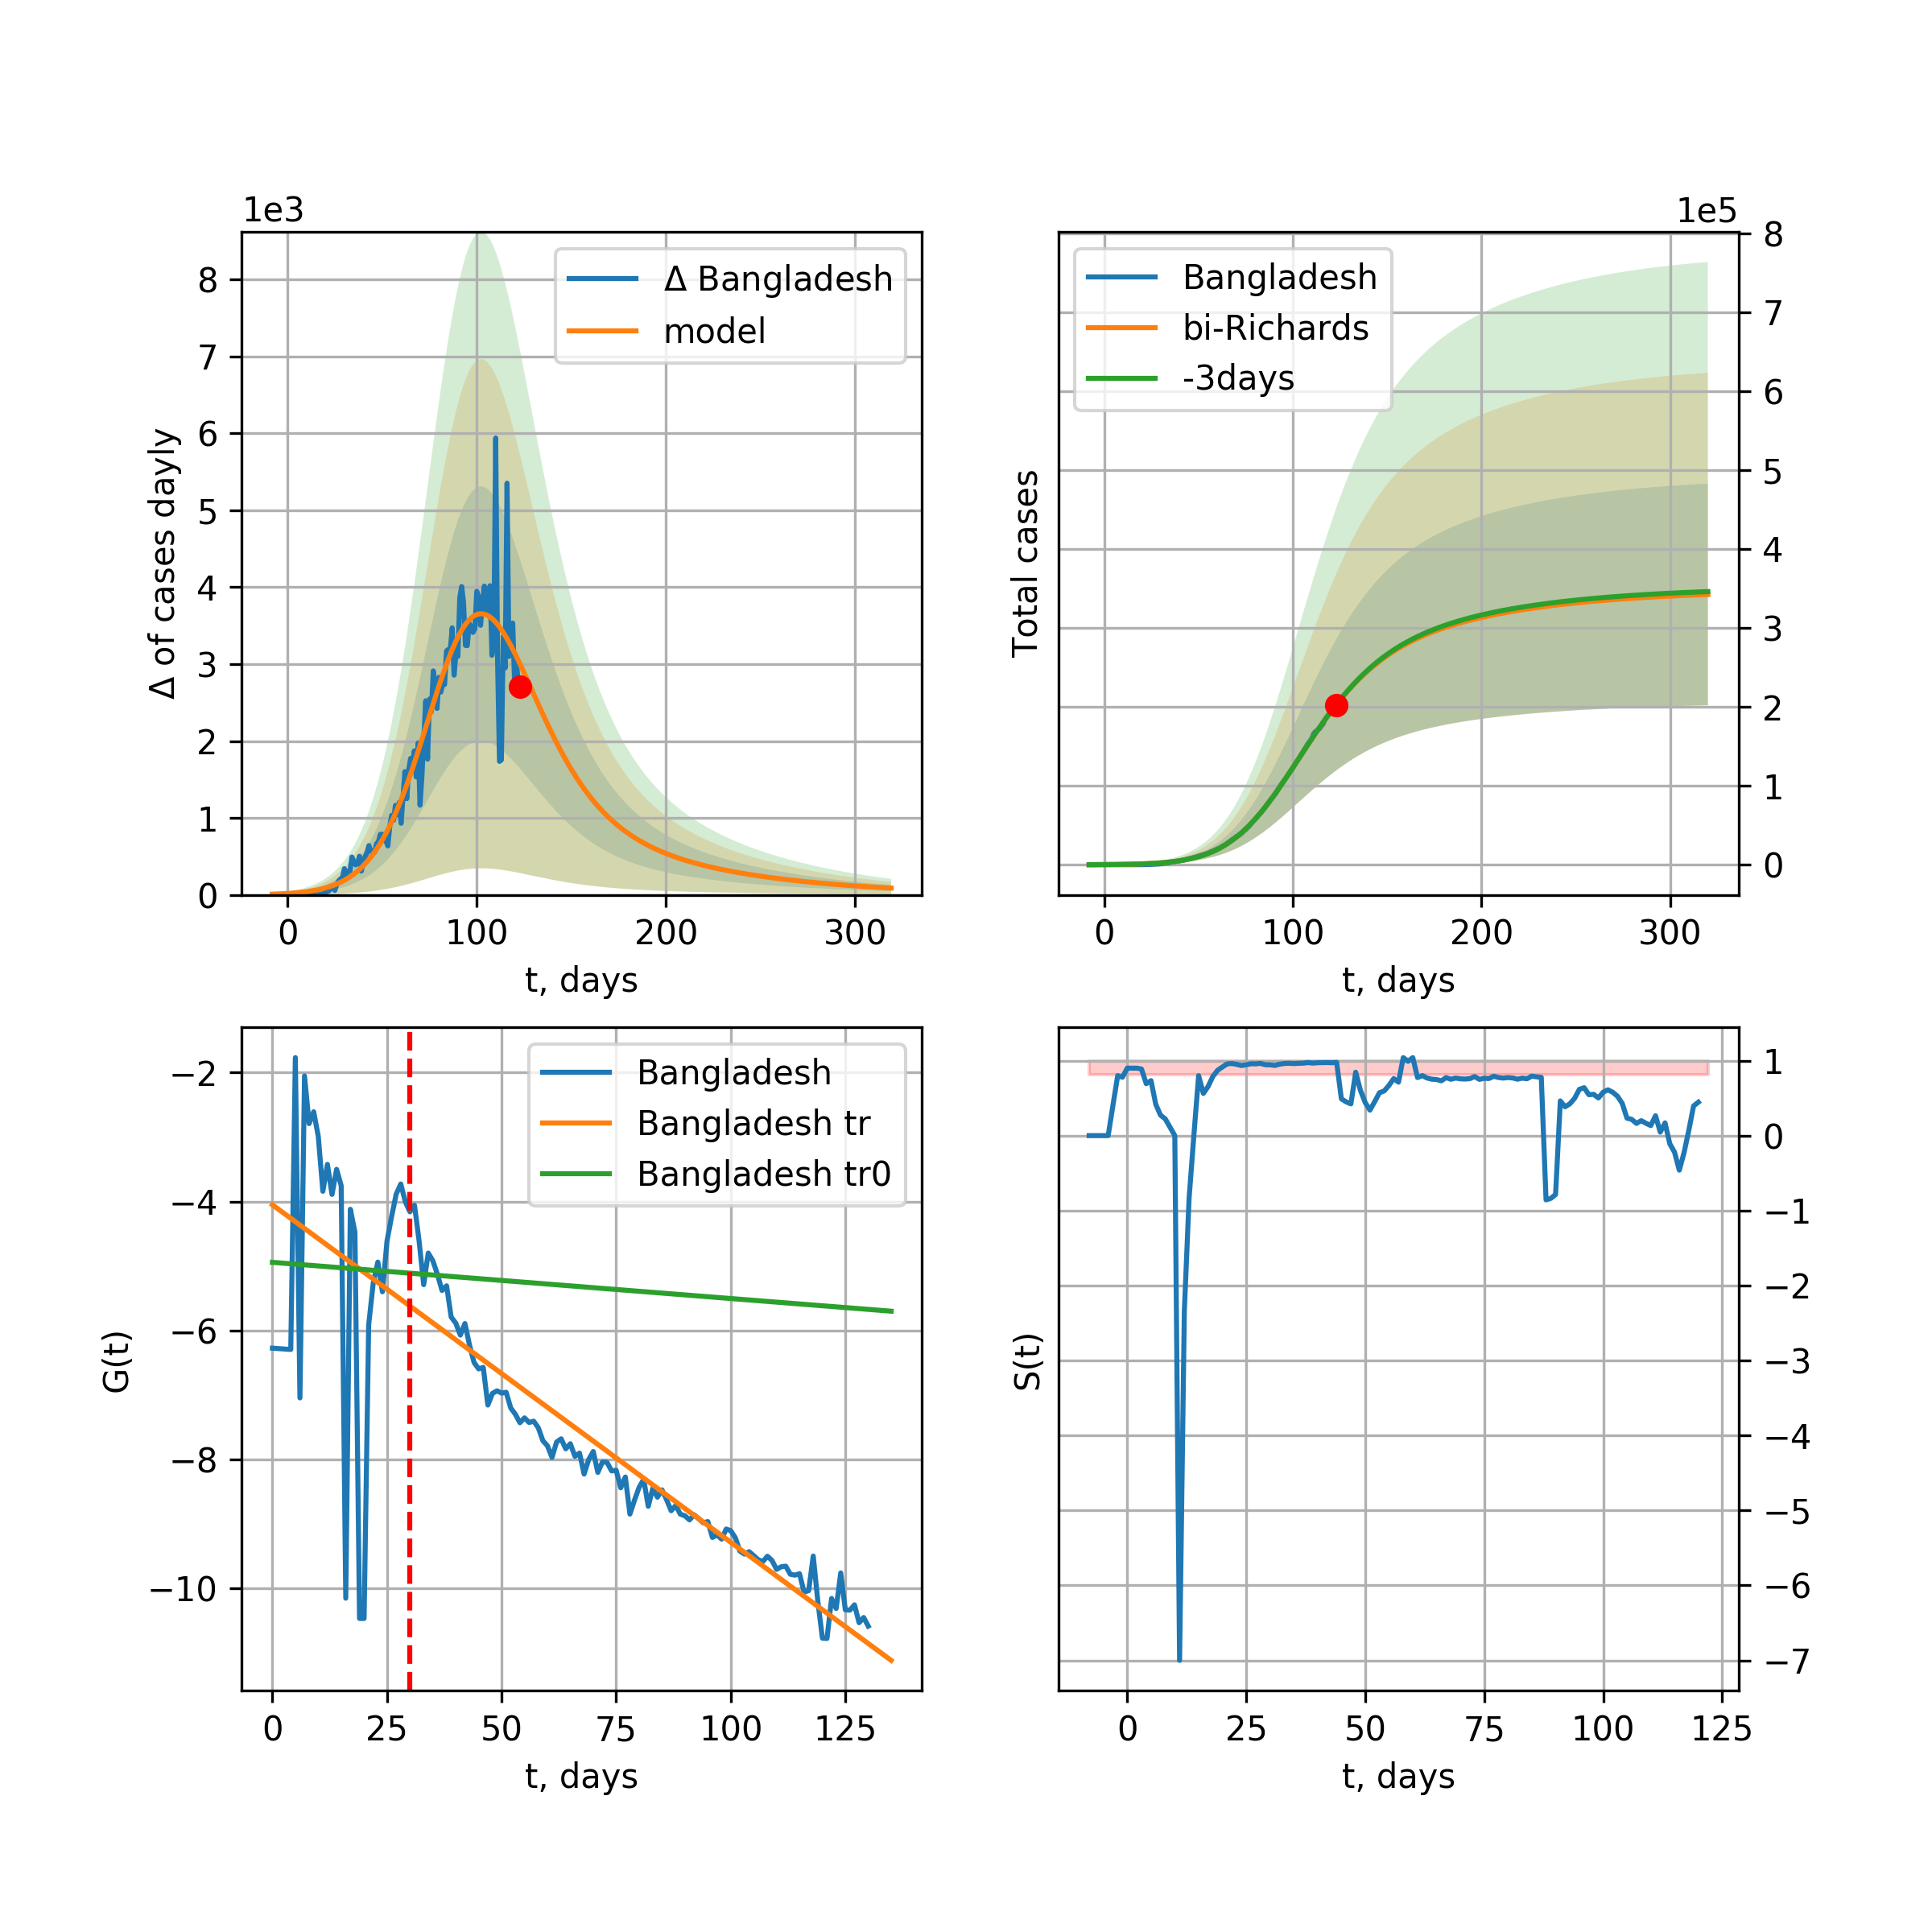 1e3
Δ of cases dayly
8
7
6
5
4
3
2
1
0
Δ Bangladesh
model
0 100 200 300
t, days
1e5
Total cases
Bangladesh
bi-Richards
-3days
8
7
6
5
4
3
2
1
0
0 100 200 300
t, days
G(t)
−2
−4
−6
−8
−10
Bangladesh
Bangladesh tr
Bangladesh tr0
0 25 50 75 100 125
t, days
S(t)
1
0
−1
−2
−3
−4
−5
−6
−7
0 25 50 75 100 125
t, days